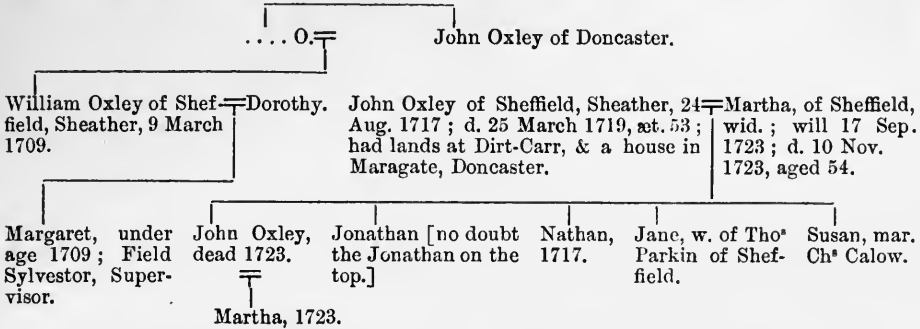 .... O.
John Oxley of Doncaster.
William Oxley of Shef-
field, Sheather, 9 March
1709.
Dorothy.
John Oxley of Sheffield, Sheather, 24
Aug. 1717 ; d. 25 March 1719, æt. 53 ;
had lands at Dirt-Carr, & a house in
Maragate, Doncaster.
Martha, of Sheffield,
wid. ; will 17 Sep.
1723 ; d. 10 Nov.
1723, aged 54.
Margaret, under
age 1709 ; Field
Sylvestor, Super-
visor.
John Oxley,
dead 1723.
Jonathan [no doubt
the Jonathan on the
top.]
Nathan,
1717.
Jane, w. of Thoˢ
Parkin of Shef-
field.
Susan, mar.
Chˢ Calow.
Martha, 1723.